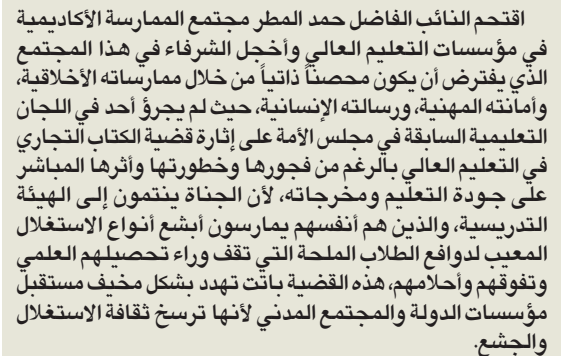 اقتحم النائب الفاضل حمد المطر مجتمع الممارسة الأكاديمية
في مؤسسات التعليم العالي وأخجل الشرفاء في هذا المجتمع
الذي يفترض أن يكون محصناً ذاتياً من خلال ممارساته الأخلاقية،
وأمانته المهنية، ورسالته الإنسانية، حيث لم يجرؤ أحد في اللجان
التعليمية السابقة في مجلس الأمة على إثارة قضية الكتاب التجاري
في التعليم العالي بالرغم من فجورها وخطورتها وأثرها المباشر
على جودة التعليم ومخرجاته، لأن الجناة ينتمون إلى الهيئة
التدريسية، والذين هم أنفسهم يمارسون أبشع أنواع الاستغلال
المعيب لدوافع الطلاب الملحة التي تقف وراء تحصيلهم العلمي
وتفوقهم وأحلامهم، هذه القضية باتت تهدد بشكل مخيف مستقبل
مؤسسات الدولة والمجتمع المدني لأنها ترسخ ثقافة الاستغلال
والجشع.